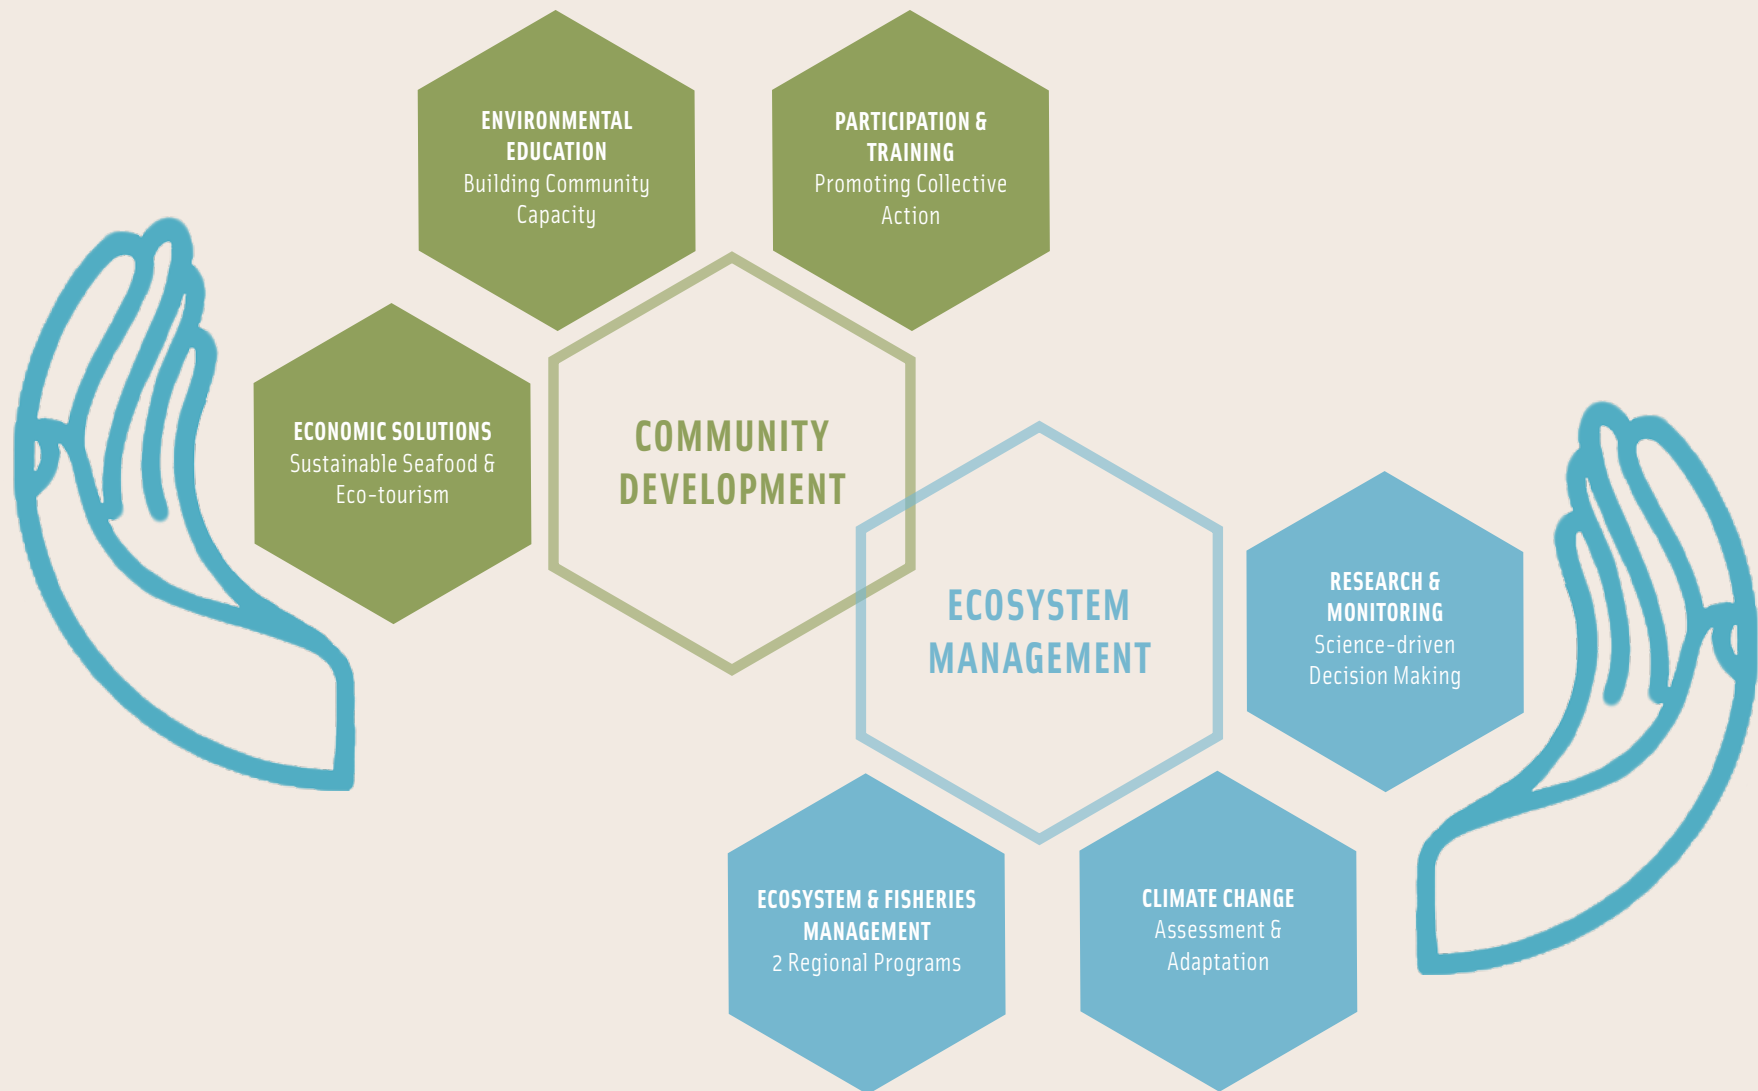 ENVIRONMENTAL
EDUCATION
Building Community
Capacity
PARTICIPATION &
TRAINING
Promoting Collective
Action
ECONOMIC SOLUTIONS
Sustainable Seafood &
Eco-tourism
COMMUNITY
DEVELOPMENT
ECOSYSTEM
MANAGEMENT
RESEARCH &
MONITORING
Science-driven
Decision Making
ECOSYSTEM & FISHERIES
MANAGEMENT
2 Regional Programs
CLIMATE CHANGE
Assessment &
Adaptation